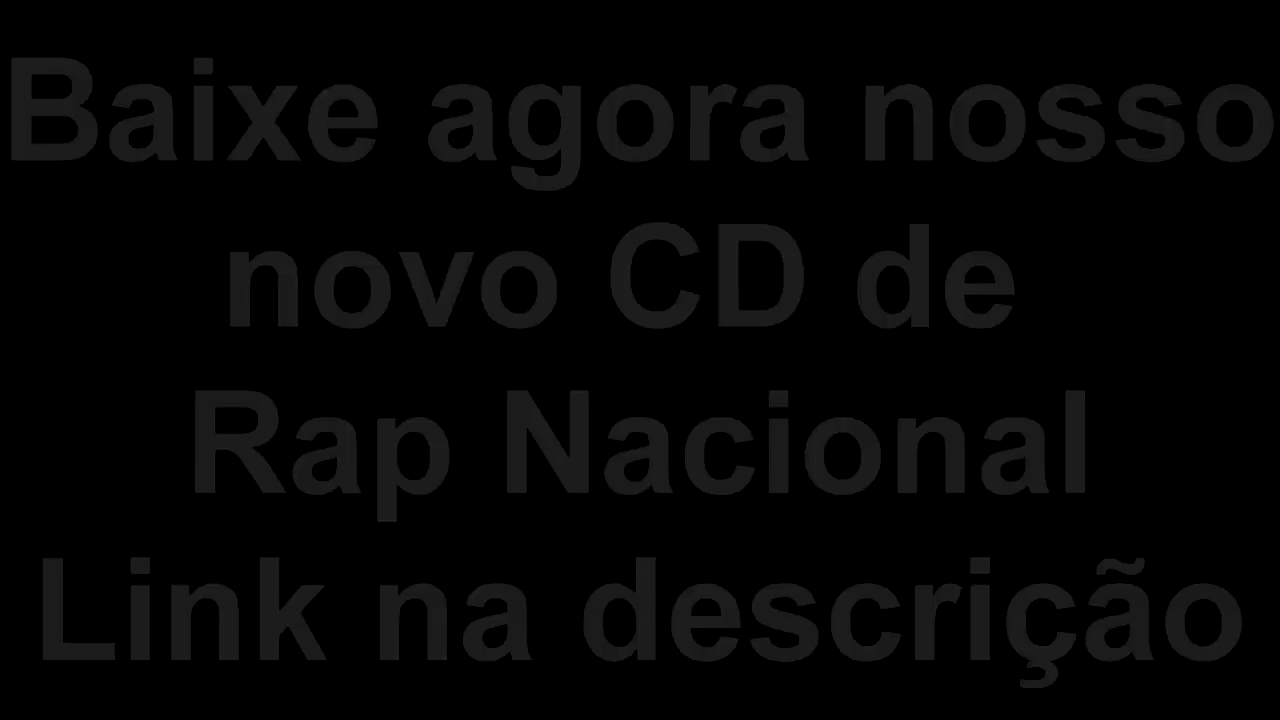 Baixe agora nosso
novo CD de
Rap Nacional
Link na descrição